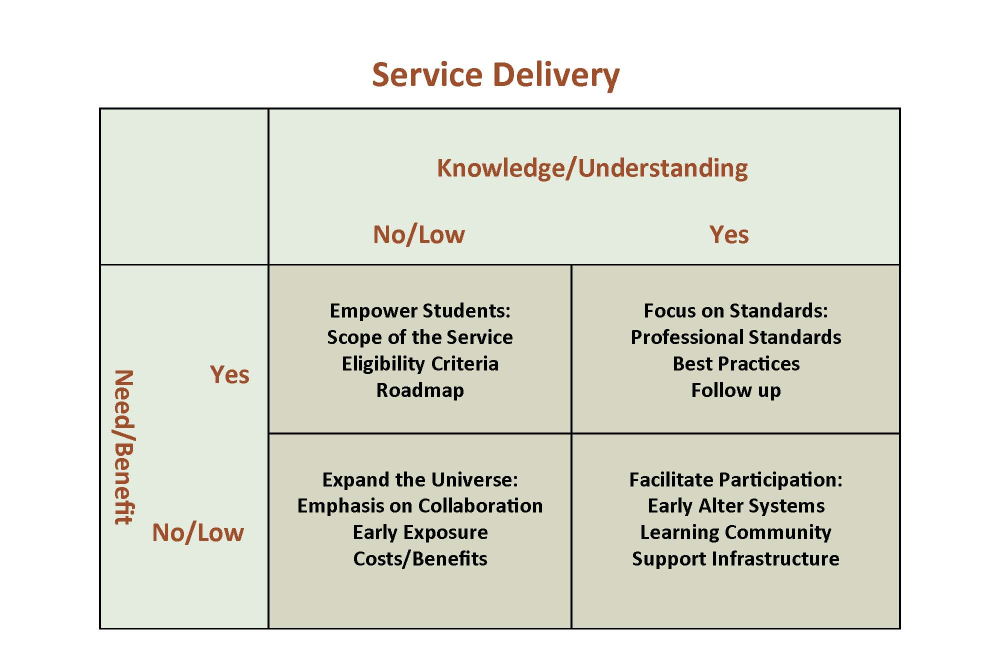 Service Delivery
Knowledge/Understanding
No/Low
Yes
Need/Benefit
Yes
Empower Students:
Scope of the Service
Eligibility Criteria
Roadmap
Focus on Standards:
Professional Standards
Best Practices
Follow up
No/Low
Expand the Universe:
Emphasis on Collaboration
Early Exposure
Costs/Benefits
Facilitate Participation:
Early Alter Systems
Learning Community
Support Infrastructure